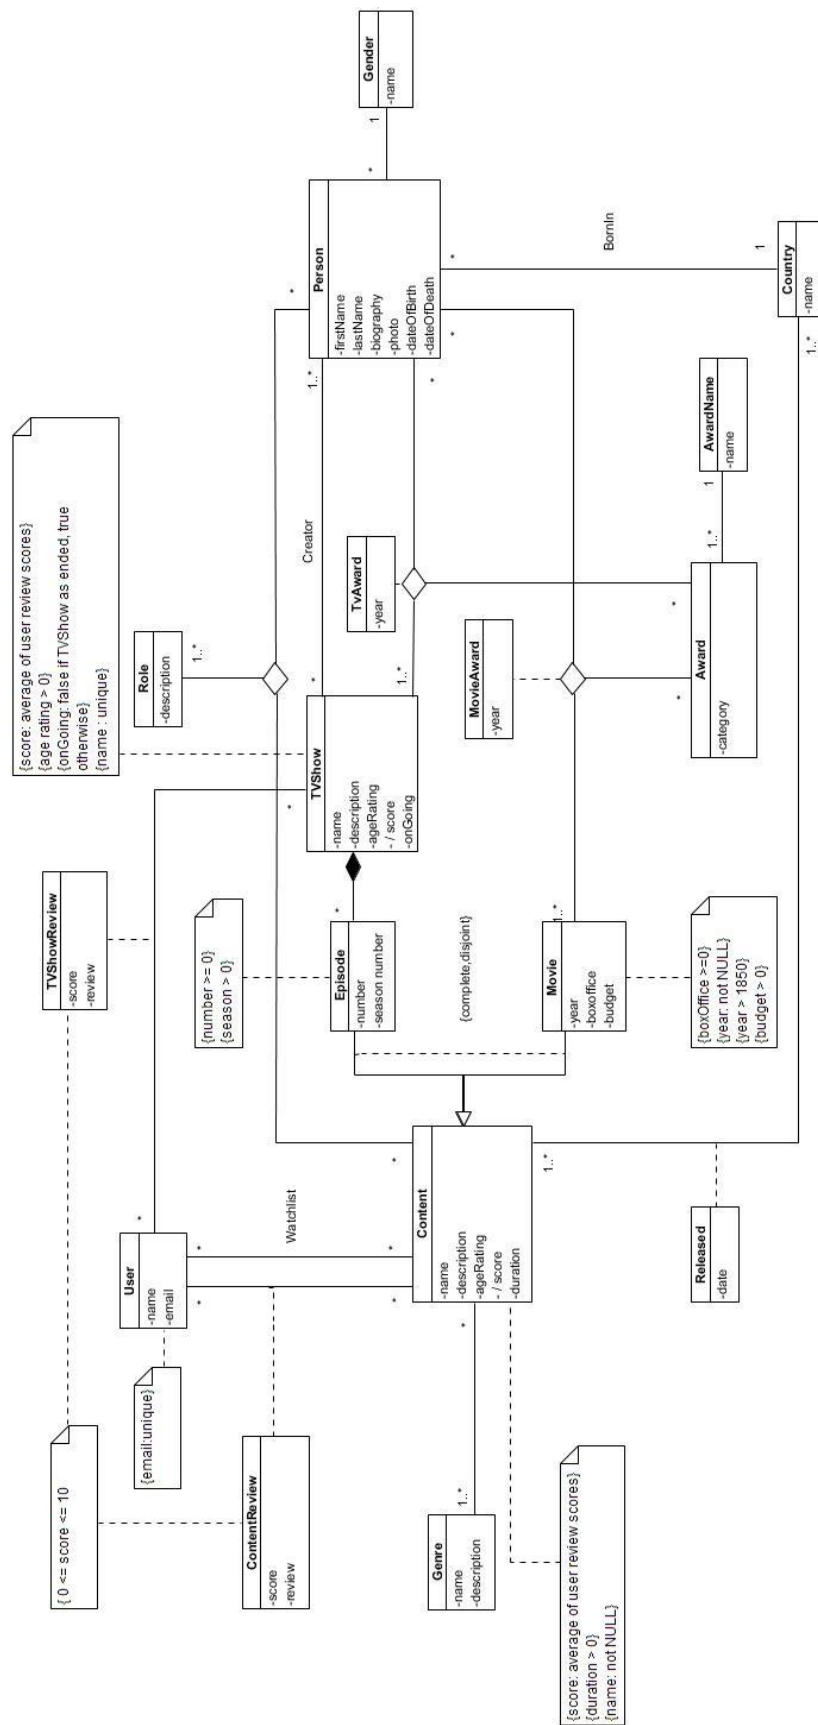 { 0 <= score <= 10
TVShowReview
-score
-review
{score: average of user review scores}
{age rating > 0}
{onGoing: false if TVShow as ended, true
otherwise}
{name : unique}
{email:unique}
User
-name
-email
*
*
*
ContentReview
-score
-review
Watchlist
{number >= 0}
{season > 0}
Role
-description
1..*
*
TVShow
-name
-description
-ageRating
- / score
-onGoing
*
1..*
Creator
1..*
*
*
Person
-firstName
-lastName
-biography
-photo
-dateOfBirth
-dateOfDeath
*
*
*
Gender
-name
1
Episode
-number
-season number
*
TvAward
-year
Genre
-name
-description
1..*
Content
-name
-description
-ageRating
- / score
-duration
*
*
*
*
1..*
{complete,disjoint}
MovieAward
-year
Movie
-year
-boxoffice
-budget
1..*
BornIn
{score: average of user review scores}
{duration > 0}
{name: not NULL}
Released
-date
{boxOffice >=0}
{year: not NULL}
{year > 1850}
{budget > 0}
Award
-category
*
*
1..*
AwardName
-name
1
Country
-name
1
1..*